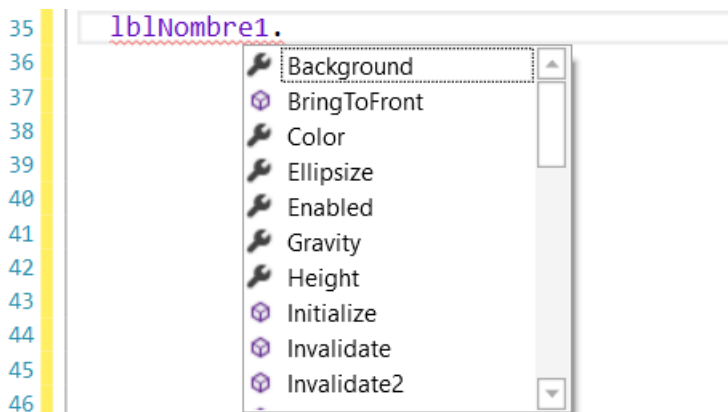 35 lblNombre1.
36 Background
37 BringToFront
38 Color
39 Ellipsize
40 Enabled
41 Gravity
42 Height
43 Initialize
44 Invalidate
45 Invalidate2
46